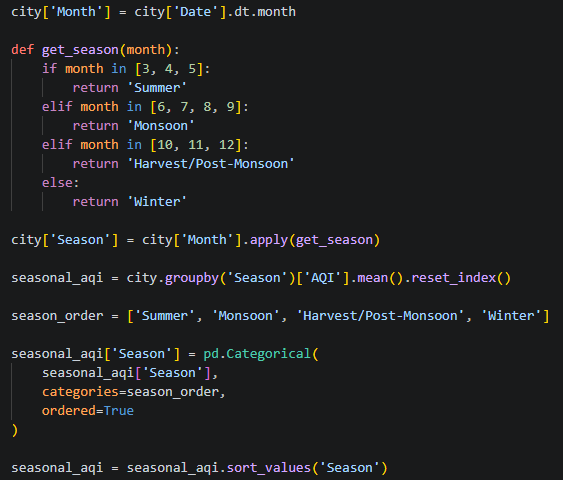 city['Month'] = city['Date'].dt.month
def get_season(month):
if month in [3, 4, 5]:
return 'Summer'
elif month in [6, 7, 8, 9]:
return 'Monsoon'
elif month in [10, 11, 12]:
return 'Harvest/Post-Monsoon'
else:
return 'Winter'
city['Season'] = city['Month'].apply(get_season)
seasonal_aqi = city.groupby('Season')['AQI'].mean().reset_index()
season_order = ['Summer', 'Monsoon', 'Harvest/Post-Monsoon', 'Winter']
seasonal_aqi['Season'] = pd.Categorical(
seasonal_aqi['Season'],
categories=season_order,
ordered=True
)
seasonal_aqi = seasonal_aqi.sort_values('Season')